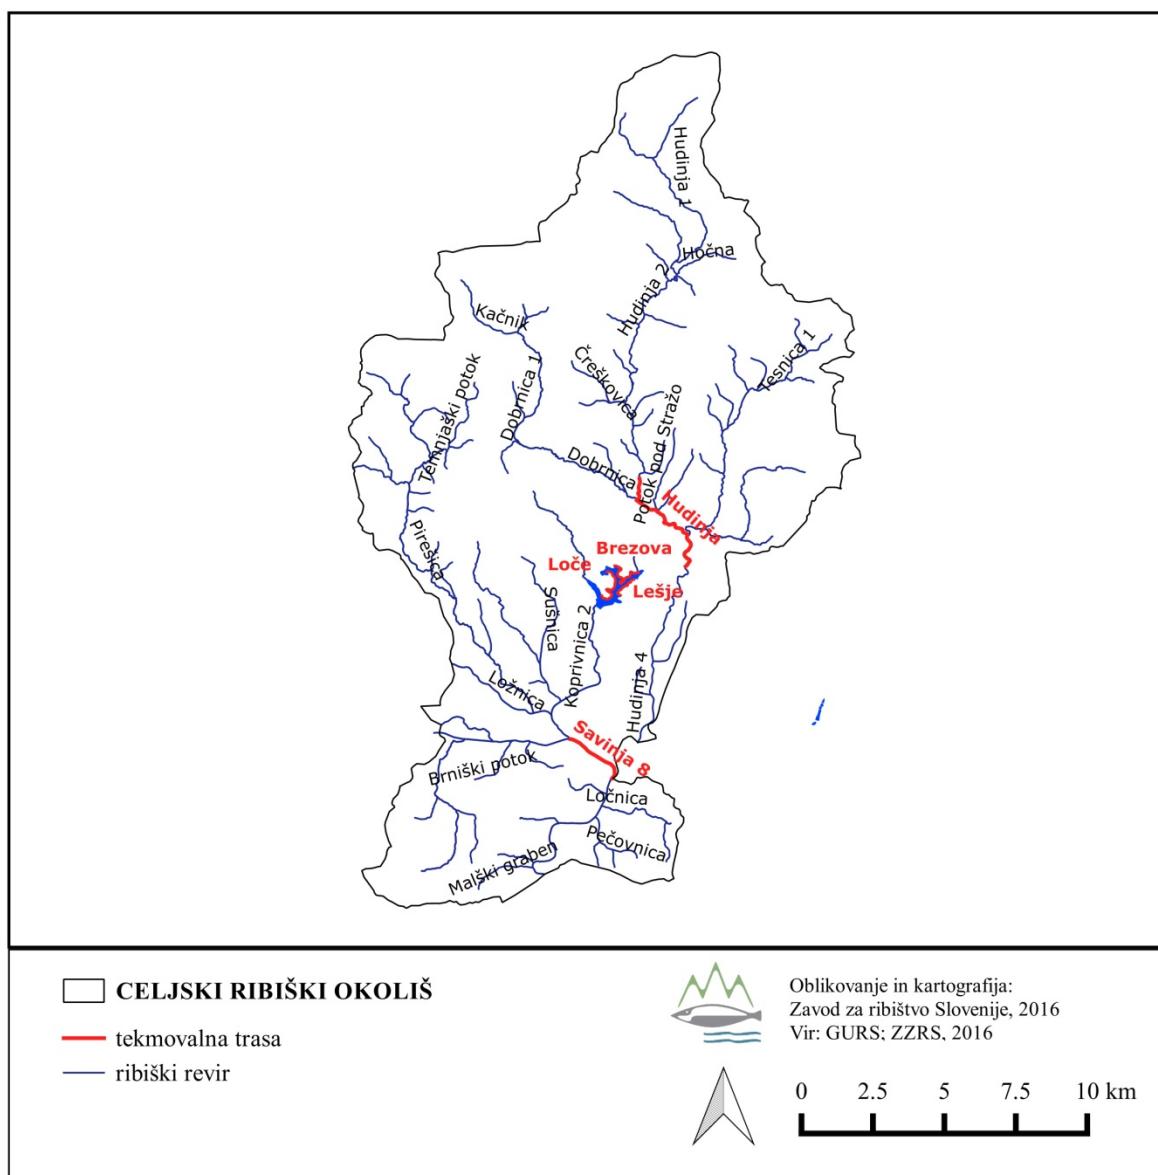 Hudinja 1
Hočna
Hudinja 2
Kačnik
Tesnica 1
Čreškovica
Temnjaški potok
Dobrnica 1
Potok pod Stražo
Dobrnica
Hudinja
Pirešica
Brezova
Loče
Lešje
Sušnica
Koprivnica 2
Hudinja 4
Ložnica
Savinja 8
Brniški potok
Ločnica
Pečovnica
Malški graben
CELJSKI RIBIŠKI OKOLIŠ
tekmovalna trasa
ribiški revir
Oblikovanje in kartografija:
Zavod za ribištvo Slovenije, 2016
Vir: GURS; ZZRS, 2016
0 2.5 5 7.5 10 km